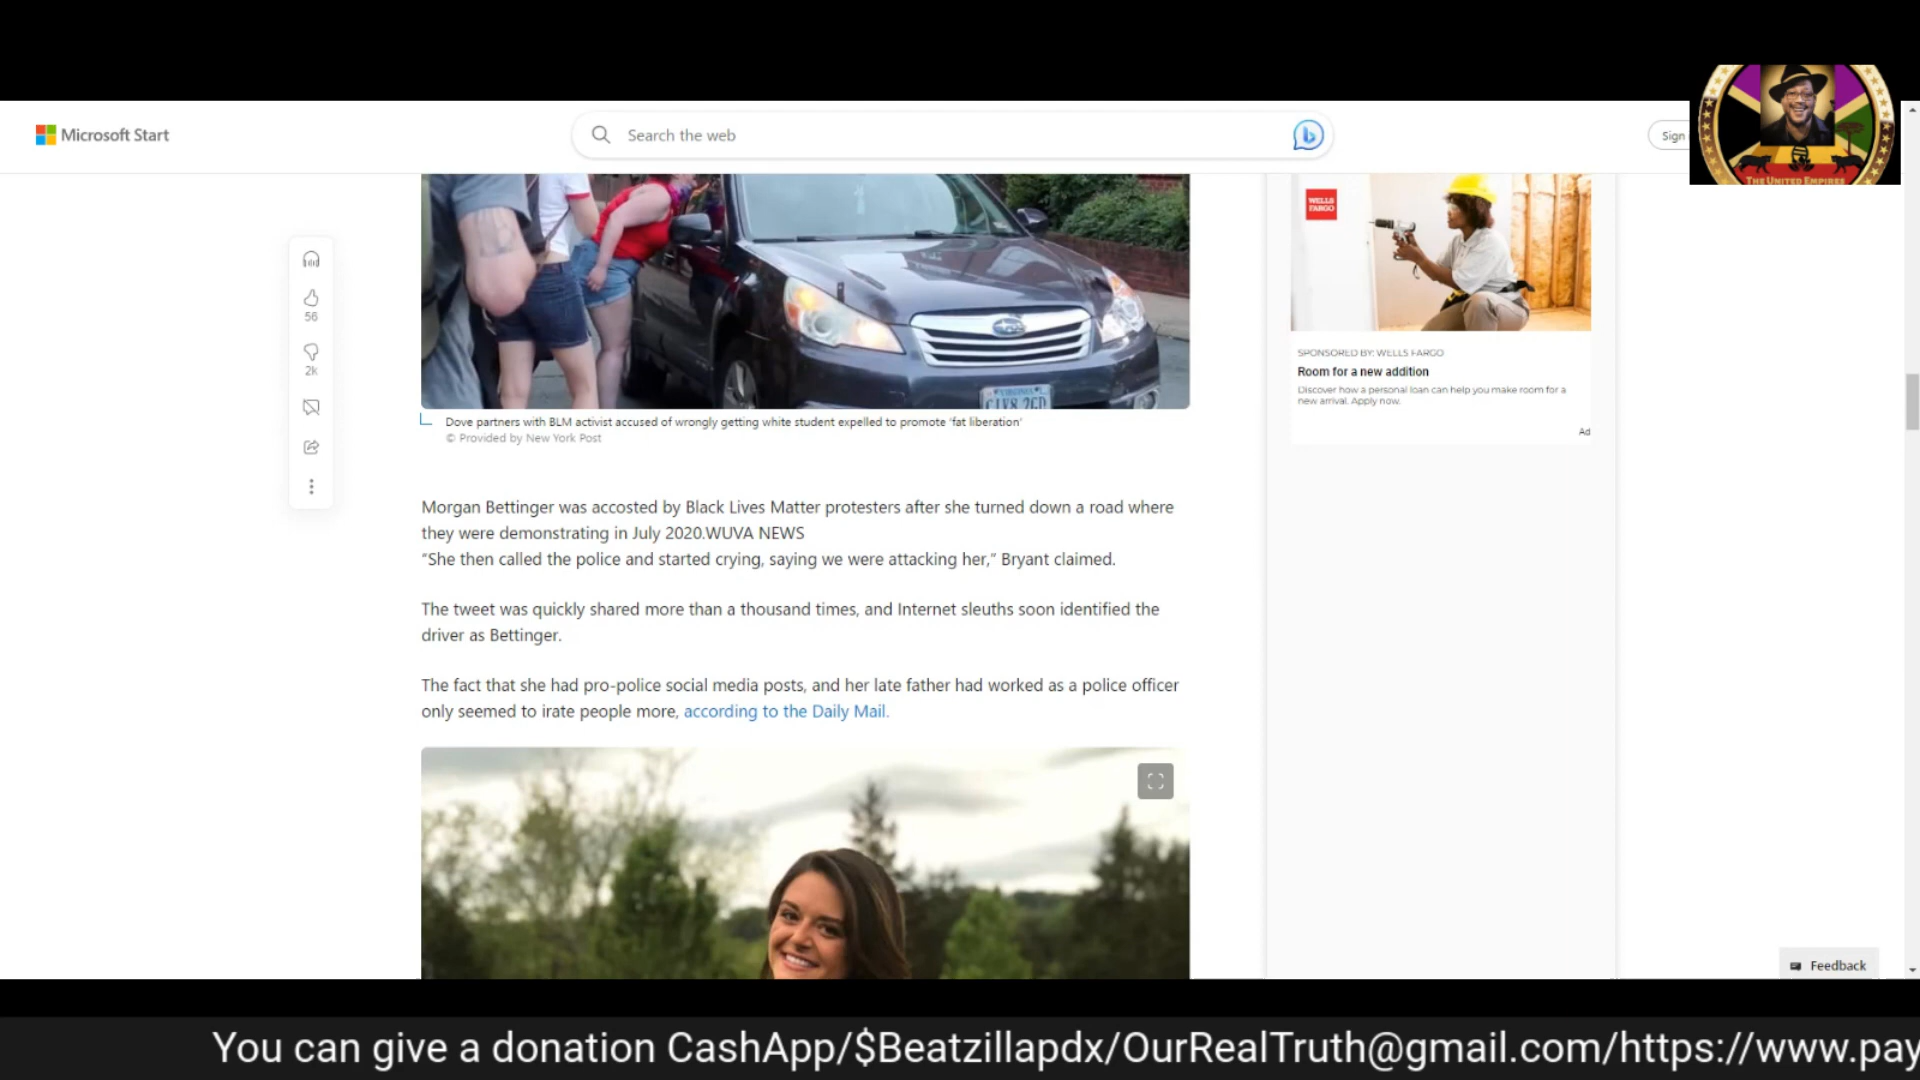 Microsoft Start
Search the web
Sign
THE UNITED EMPIRES
WELLS
FARGO
56
2k
SPONSORED BY: WELLS FARGO
Room for a new addition
Discover how a personal loan can help you make room for a
new arrival. Apply now.
Ad
Dove partners with BLM activist accused of wrongly getting white student expelled to promote ‘fat liberation’
© Provided by New York Post
Morgan Bettinger was accosted by Black Lives Matter protesters after she turned down a road where
they were demonstrating in July 2020.WUVA NEWS
“She then called the police and started crying, saying we were attacking her,” Bryant claimed.
The tweet was quickly shared more than a thousand times, and Internet sleuths soon identified the
driver as Bettinger.
The fact that she had pro-police social media posts, and her late father had worked as a police officer
only seemed to irate people more, according to the Daily Mail.
Feedback
You can give a donation CashApp/$Beatzillapdx/OurRealTruth@gmail.com/https://www.pay